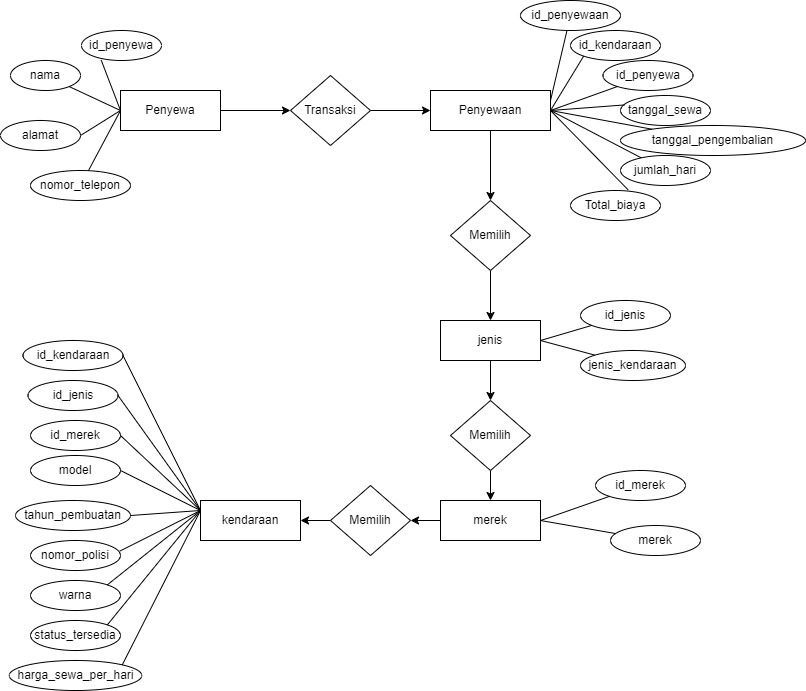 id_penyewa
nama
alamat
nomor_telepon
Penyewa
Transaksi
Penyewaan
id_penyewaan
id_kendaraan
id_penyewa
tanggal_sewa
tanggal_pengembalian
jumlah_hari
Total_biaya
Memilih
jenis
id_jenis
jenis_kendaraan
Memilih
merek
id_merek
merek
Memilih
kendaraan
id_kendaraan
id_jenis
id_merek
model
tahun_pembuatan
nomor_polisi
warna
status_tersedia
harga_sewa_per_hari